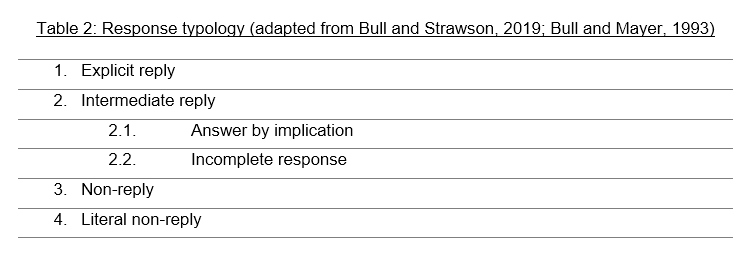 Table 2: Response typology (adapted from Bull and Strawson, 2019; Bull and Mayer, 1993)
1. Explicit reply
2. Intermediate reply
2.1. Answer by implication
2.2. Incomplete response
3. Non-reply
4. Literal non-reply